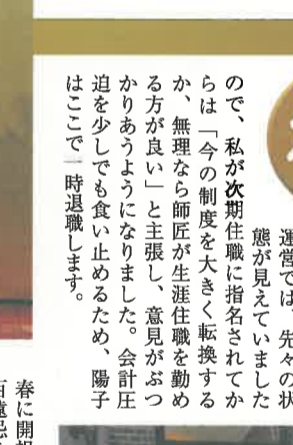 運営では、先々の状
態が見えていました
ので、私が次期住職に指名されてか
らは「今の制度を大きく転換する
か、無理なら師匠が生涯住職を勤め
る方が良い」と主張し、意見がぶつ
かりあうようになりました。会計圧
迫を少しでも食い止めるため、陽子
はここで一時退職します。
春に開
百遠忌